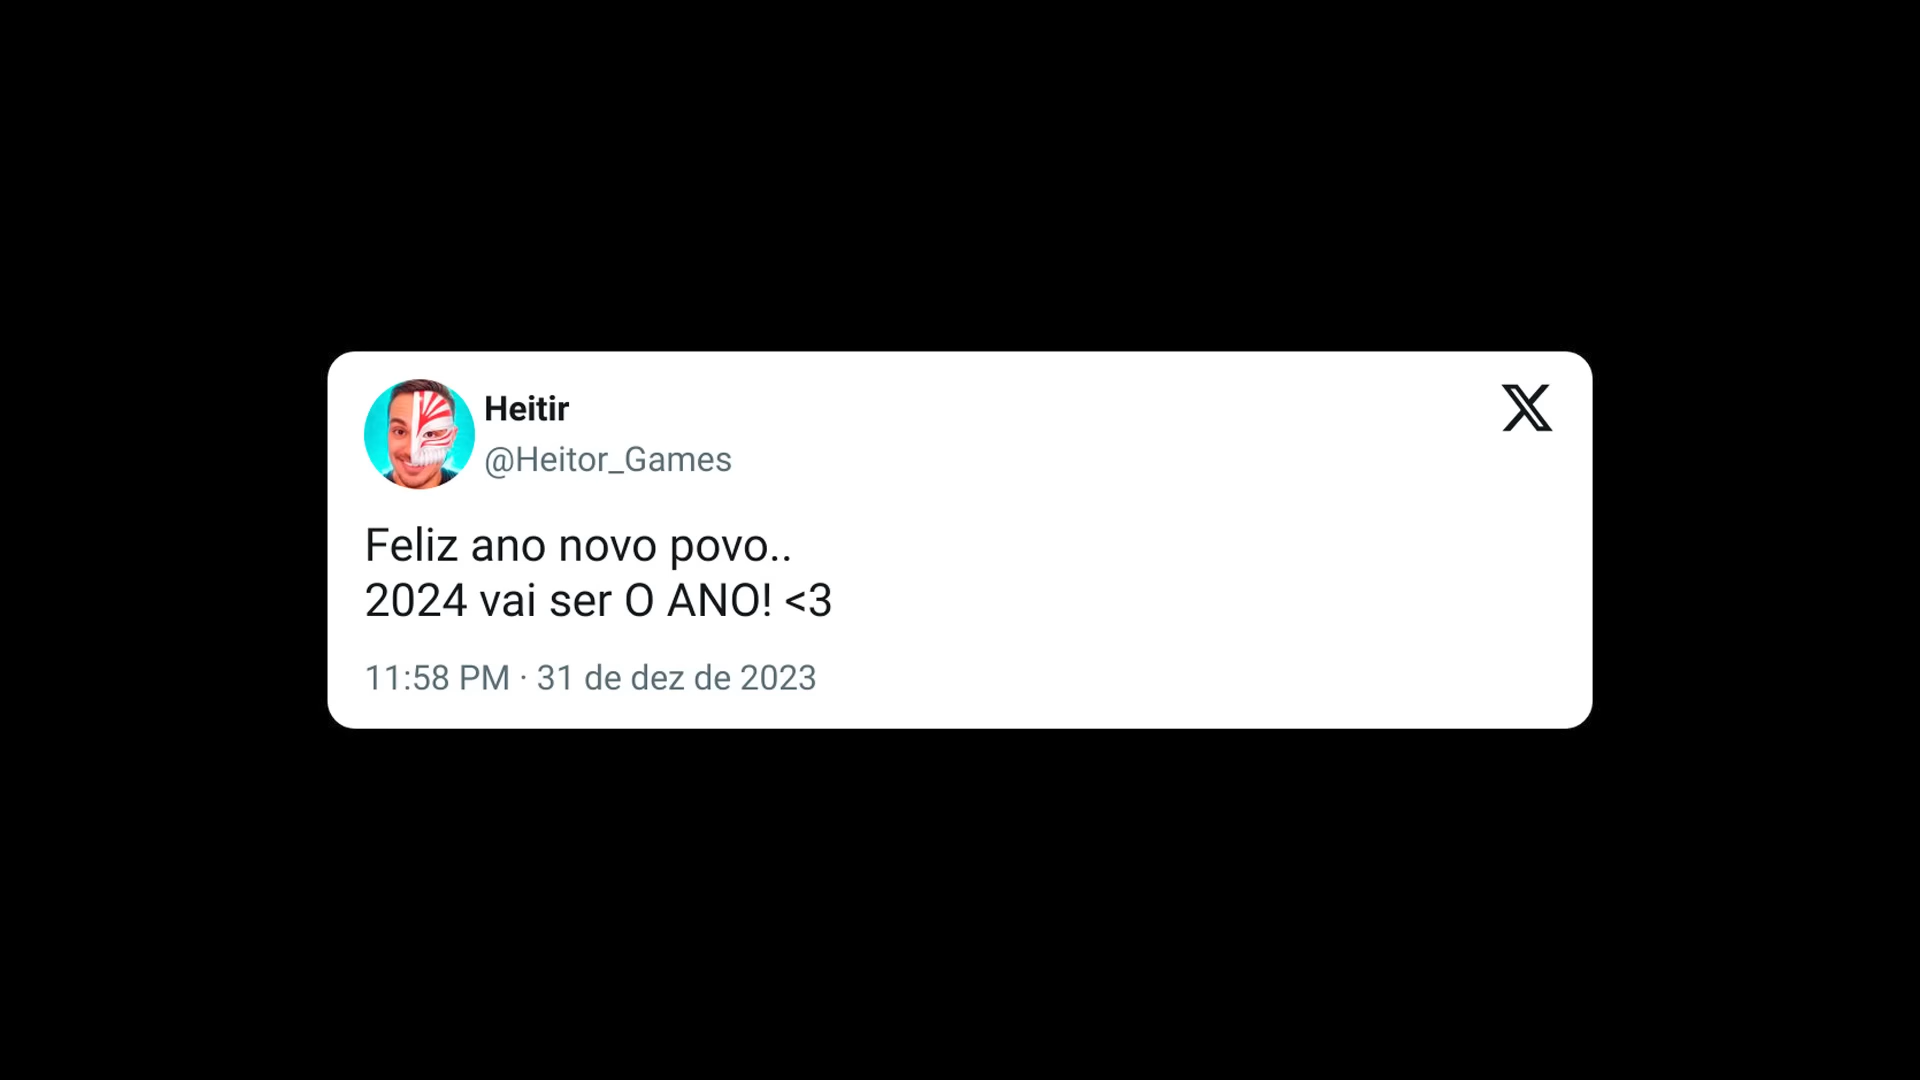 Heitir
@Heitor_Games
Feliz ano novo povo..
2024 vai ser O ANO! <3
11:58 PM · 31 de dez de 2023